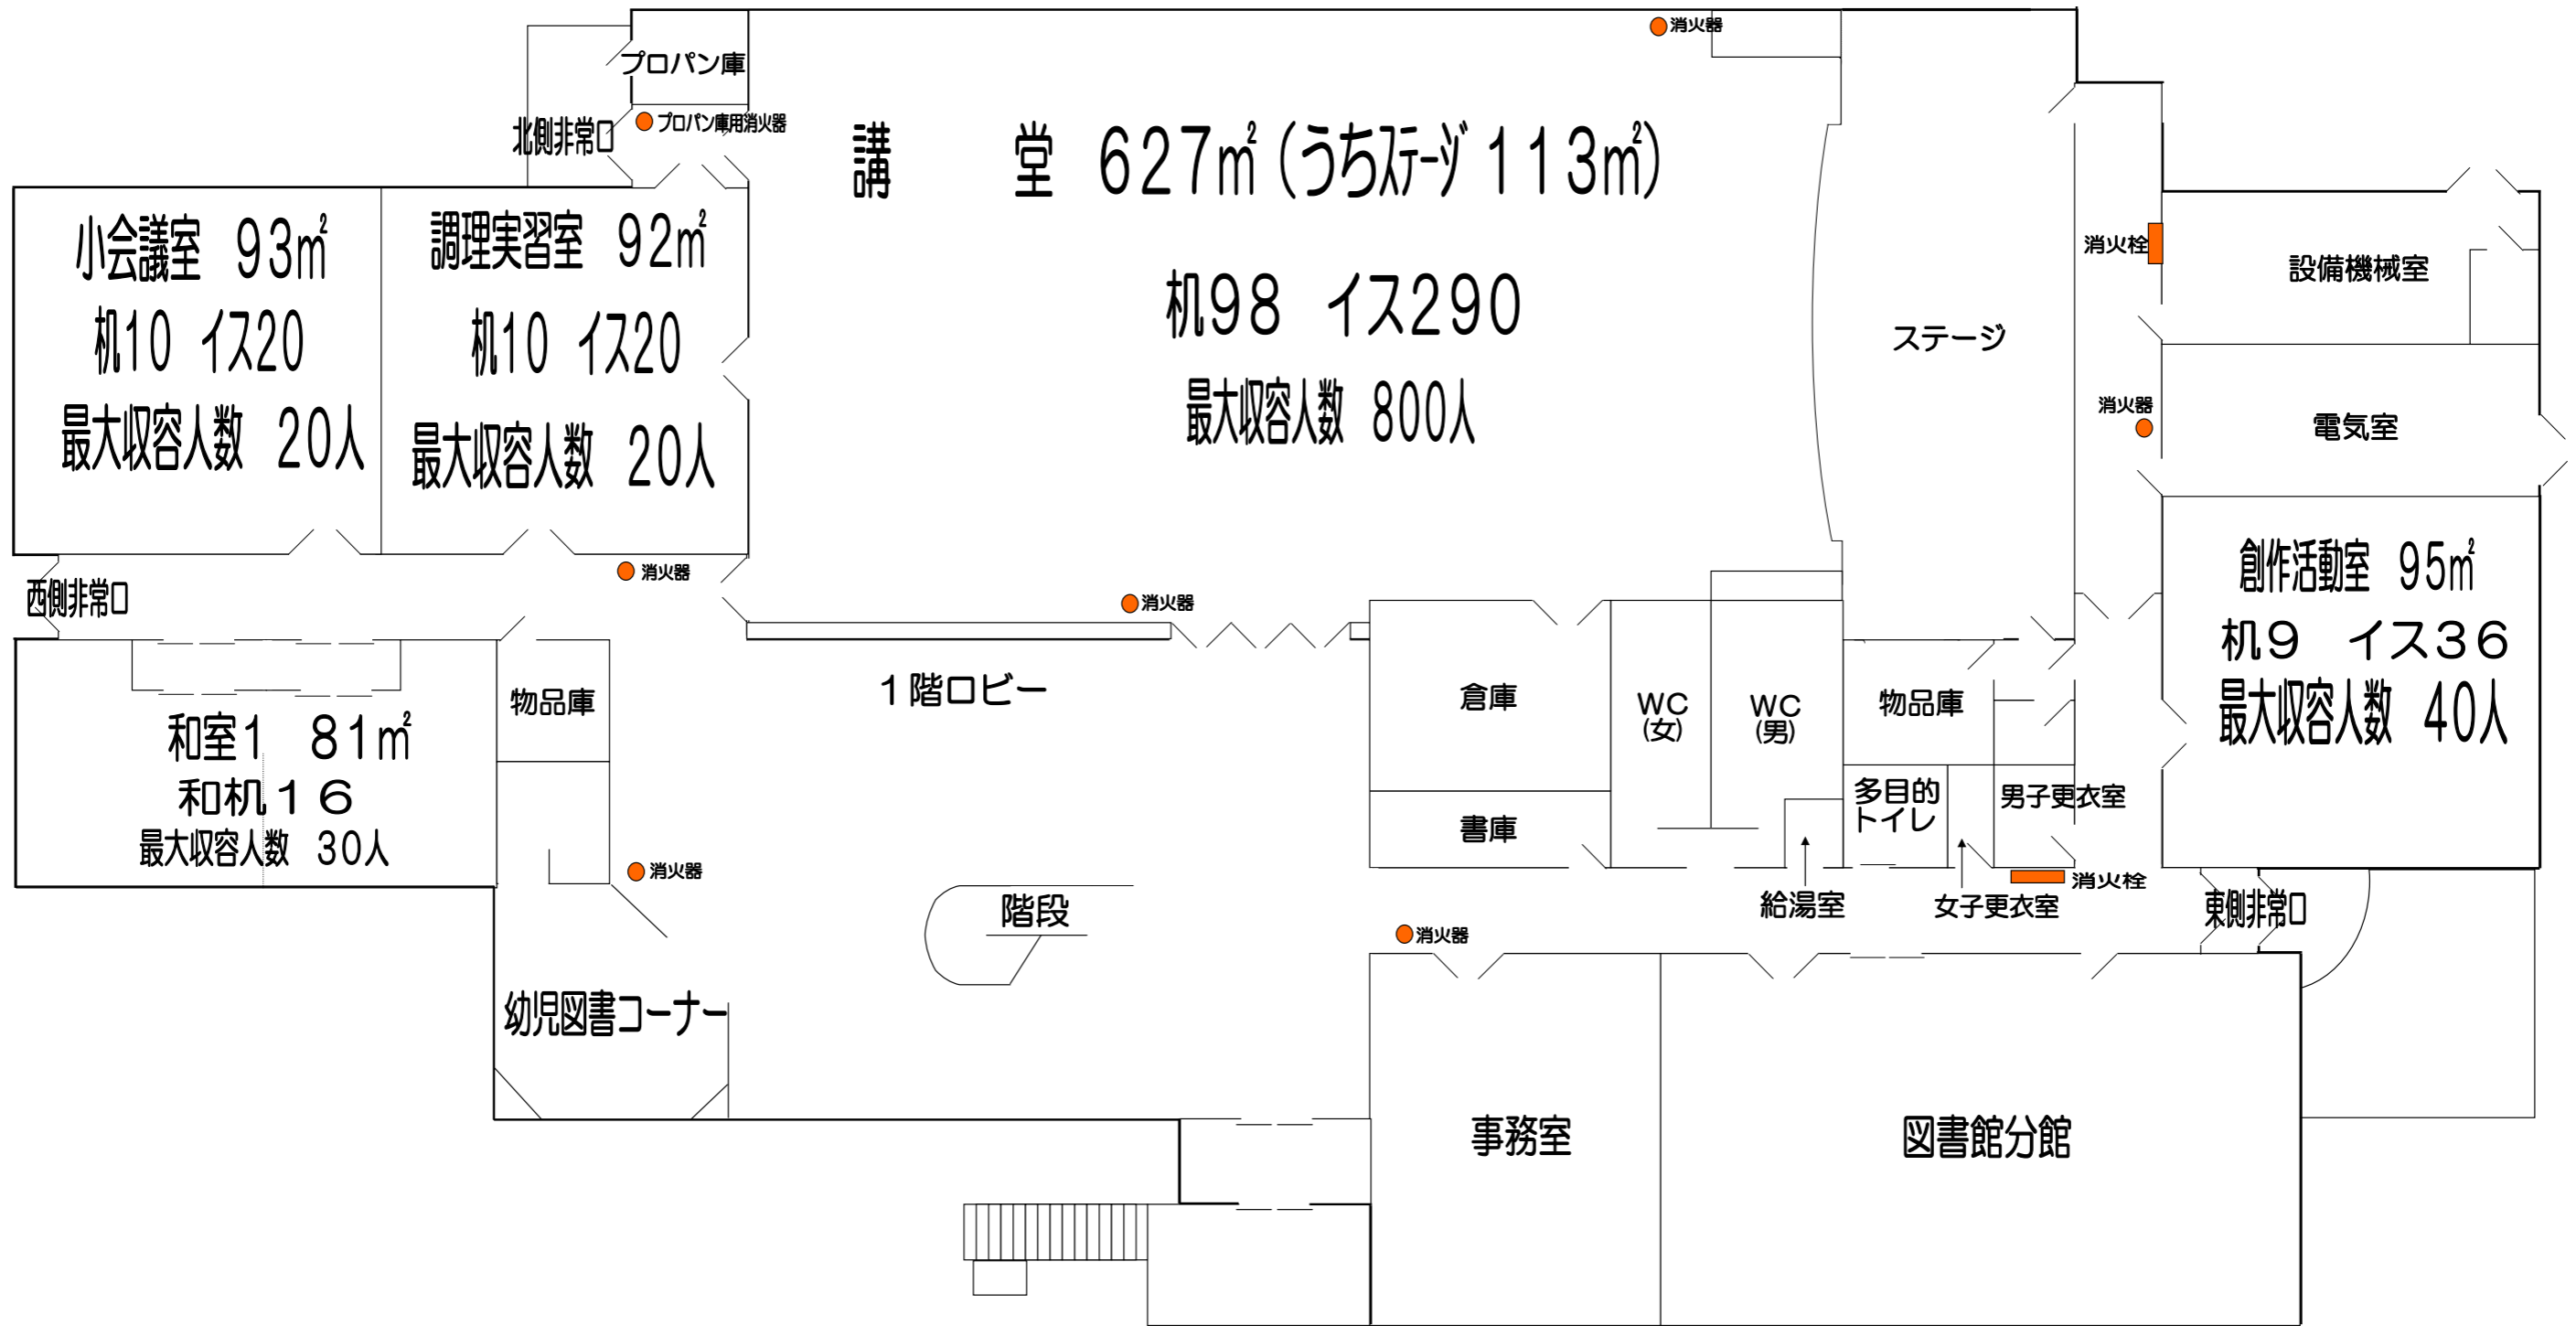 消火器
プロパン庫
プロパン庫用消火器
北側非常口
講　　堂 627㎡(うちステージ 113㎡)
机98 イス290
最大収容人数 800人
小会議室 93㎡
机10 イス20
最大収容人数 20人
調理実習室 92㎡
机10 イス20
最大収容人数 20人
ステージ
消火栓
設備機械室
消火器
電気室
創作活動室 95㎡
机9 イス36
最大収容人数 40人
西側非常口
消火器
消火器
和室1 81㎡
和机16
最大収容人数 30人
物品庫
1階ロビー
倉庫
書庫
WC
(女)
WC
(男)
物品庫
多目的
トイレ
男子更衣室
消火器
階段
消火器
給湯室
女子更衣室
消火栓
東側非常口
幼児図書コーナー
事務室
図書館分館